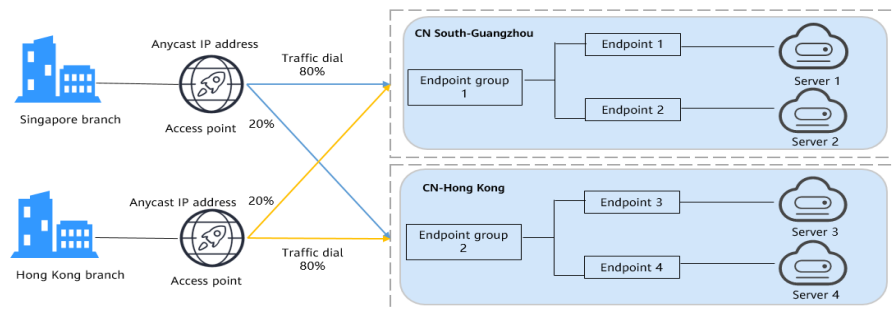 Anycast IP address
Traffic dial
80%
Singapore branch
Access point
20%
CN South-Guangzhou
Endpoint group
1
Endpoint 1
Server 1
Endpoint 2
Server 2
Anycast IP address
20%
Hong Kong branch
Access point
Traffic dial
80%
CN-Hong Kong
Endpoint group
2
Endpoint 3
Server 3
Endpoint 4
Server 4